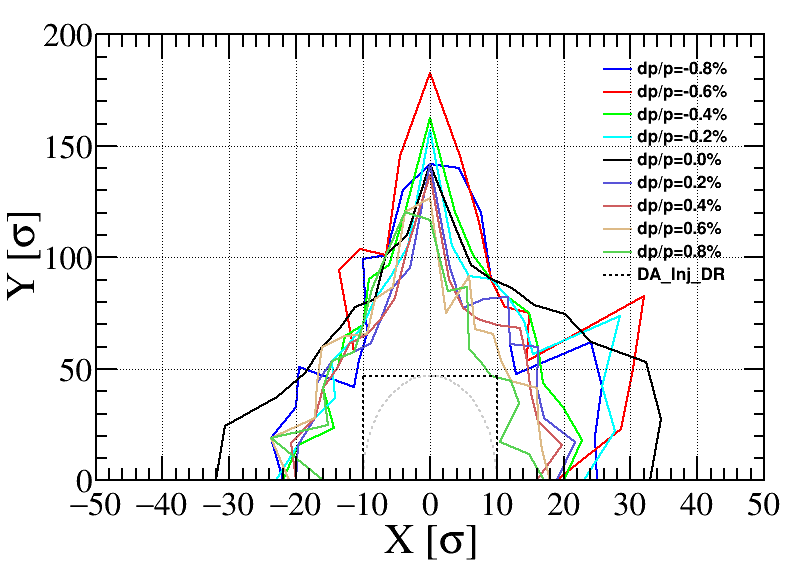 200
150
100
50
0
Y [σ]
dp/p=-0.8%
dp/p=-0.6%
dp/p=-0.4%
dp/p=-0.2%
dp/p=0.0%
dp/p=0.2%
dp/p=0.4%
dp/p=0.6%
dp/p=0.8%
DA_Inj_DR
−50 −40 −30 −20 −10 0 10 20 30 40 50
X [σ]